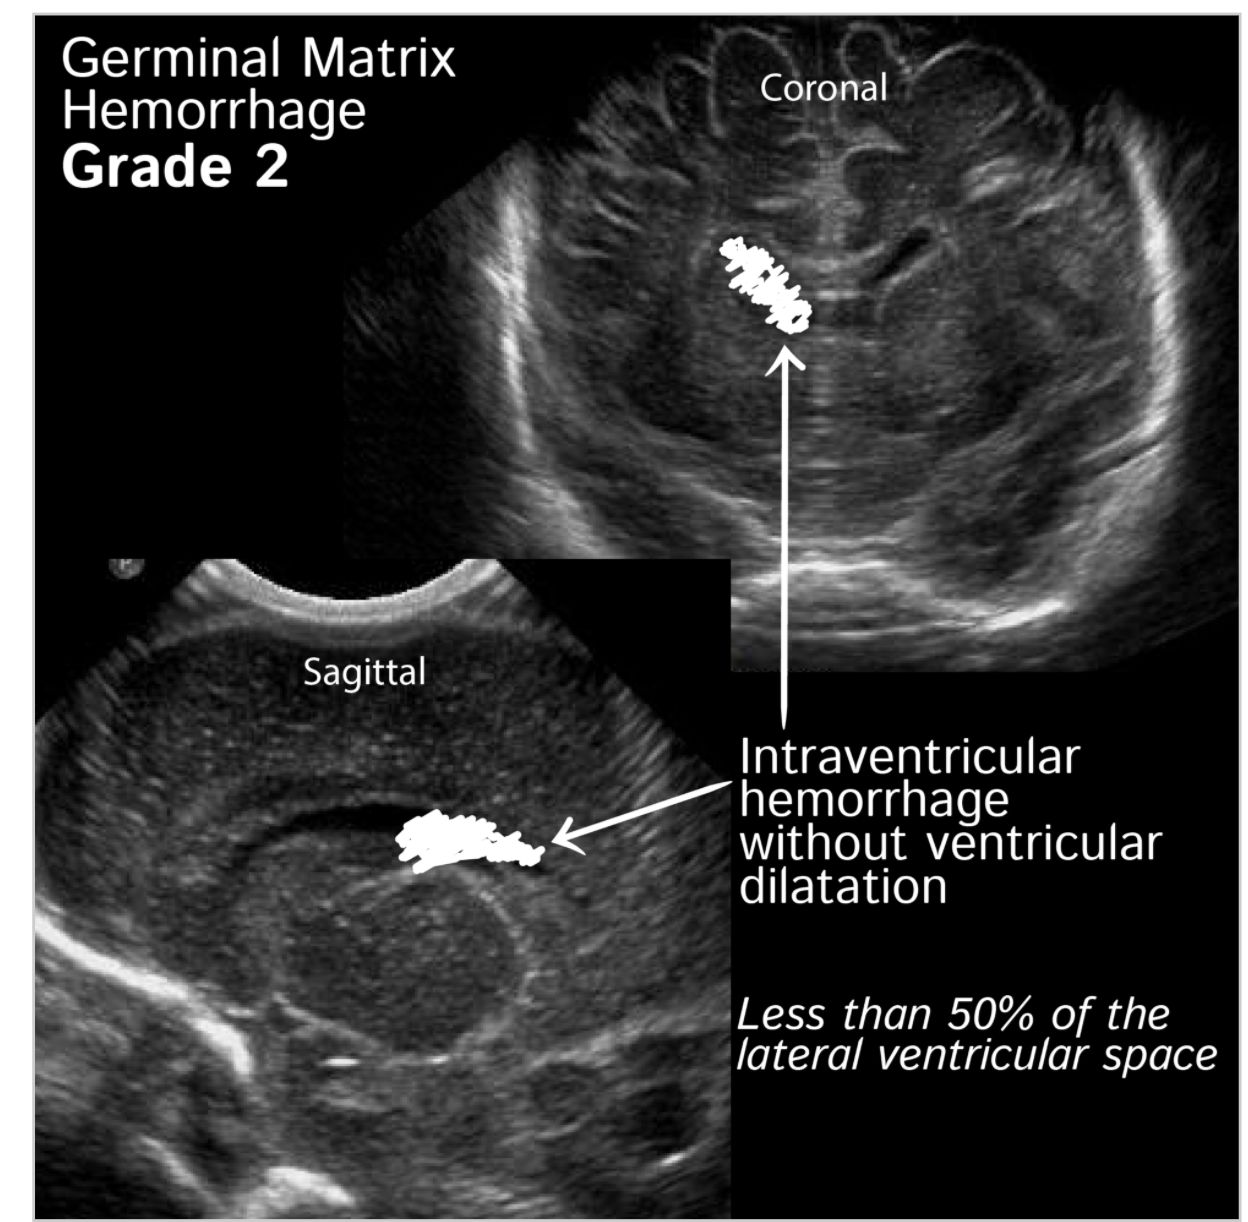 Germinal Matrix
Hemorrhage
Grade 2
Coronal
P
Sagittal
Intraventricular
hemorrhage
without ventricular
dilatation
Less than 50% of the
lateral ventricular space